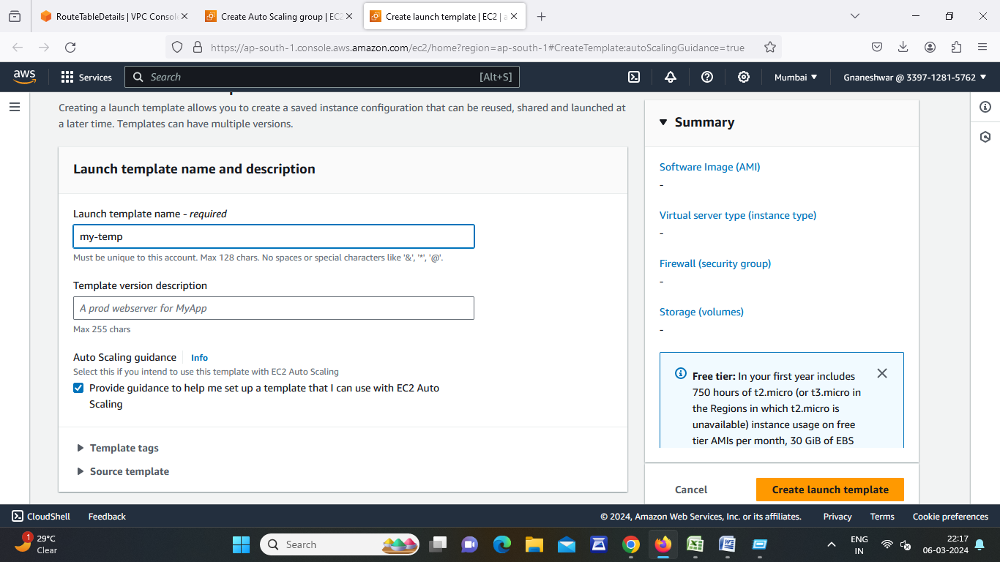 RouteTableDetails | VPC Consol
Create Auto Scaling group | EC2
Create launch template | EC2 | a
https://ap-south-1.console.aws.amazon.com/ec2/home?region=ap-south-1#CreateTemplate:autoScalingGuidance=true
aws
Services
Search
[Alt+S]
Mumbai
Gnaneshwar @ 3397-1281-5762
Creating a launch template allows you to create a saved instance configuration that can be reused, shared and launched at
a later time. Templates can have multiple versions.
Launch template name and description
Launch template name - required
my-temp
Must be unique to this account. Max 128 chars. No spaces or special characters like '&', '*', '@'.
Template version description
A prod webserver for MyApp
Max 255 chars
Auto Scaling guidance
Info
Select this if you intend to use this template with EC2 Auto Scaling
Provide guidance to help me set up a template that I can use with EC2 Auto
Scaling
Template tags
Source template
Summary
Software Image (AMI)
-
Virtual server type (instance type)
-
Firewall (security group)
-
Storage (volumes)
-
Free tier: In your first year includes
750 hours of t2.micro (or t3.micro in
the Regions in which t2.micro is
unavailable) instance usage on free
tier AMIs per month, 30 GiB of EBS
Cancel
Create launch template
CloudShell
Feedback
© 2024, Amazon Web Services, Inc. or its affiliates.
Privacy
Terms
Cookie preferences
1
29°C
Clear
Search
ENG
IN
22:17
06-03-2024